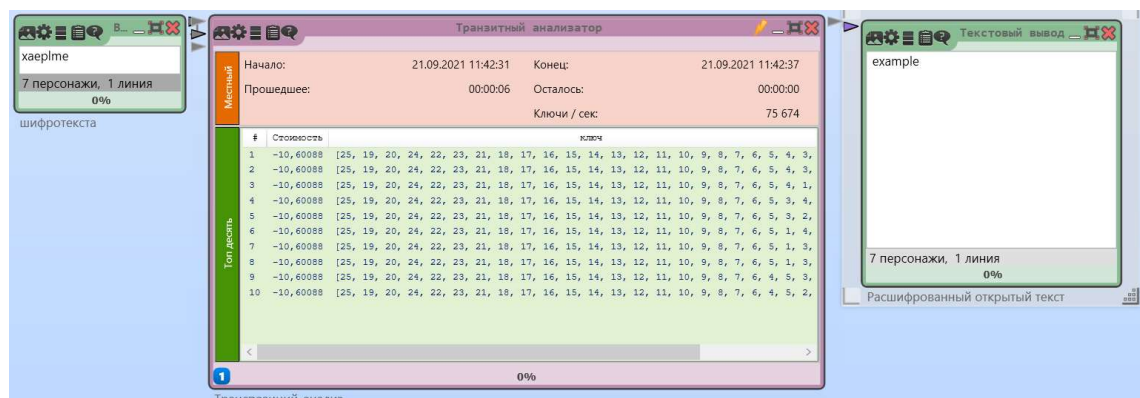 В...
xaeplme
7 персонажи, 1 линия
0%
шифротекста
Транзитный анализатор
Местный
Начало: 21.09.2021 11:42:31 Конец: 21.09.2021 11:42:37
Прошедшее: 00:00:06 Осталось: 00:00:00
Ключи / сек: 75 674
Топ десять
# Стоимость ключ
1 -10,60088 [25, 19, 20, 24, 22, 23, 21, 18, 17, 16, 15, 14, 13, 12, 11, 10, 9, 8, 7, 6, 5, 4, 3,
2 -10,60088 [25, 19, 20, 24, 22, 23, 21, 18, 17, 16, 15, 14, 13, 12, 11, 10, 9, 8, 7, 6, 5, 4, 3,
3 -10,60088 [25, 19, 20, 24, 22, 23, 21, 18, 17, 16, 15, 14, 13, 12, 11, 10, 9, 8, 7, 6, 5, 4, 1,
4 -10,60088 [25, 19, 20, 24, 22, 23, 21, 18, 17, 16, 15, 14, 13, 12, 11, 10, 9, 8, 7, 6, 5, 3, 4,
5 -10,60088 [25, 19, 20, 24, 22, 23, 21, 18, 17, 16, 15, 14, 13, 12, 11, 10, 9, 8, 7, 6, 5, 3, 2,
6 -10,60088 [25, 19, 20, 24, 22, 23, 21, 18, 17, 16, 15, 14, 13, 12, 11, 10, 9, 8, 7, 6, 5, 1, 4,
7 -10,60088 [25, 19, 20, 24, 22, 23, 21, 18, 17, 16, 15, 14, 13, 12, 11, 10, 9, 8, 7, 6, 5, 1, 3,
8 -10,60088 [25, 19, 20, 24, 22, 23, 21, 18, 17, 16, 15, 14, 13, 12, 11, 10, 9, 8, 7, 6, 5, 1, 3,
9 -10,60088 [25, 19, 20, 24, 22, 23, 21, 18, 17, 16, 15, 14, 13, 12, 11, 10, 9, 8, 7, 6, 4, 5, 3,
10 -10,60088 [25, 19, 20, 24, 22, 23, 21, 18, 17, 16, 15, 14, 13, 12, 11, 10, 9, 8, 7, 6, 4, 5, 2,
1
0%
Текстовый вывод
example
7 персонажи, 1 линия
0%
Расшифрованный открытый текст